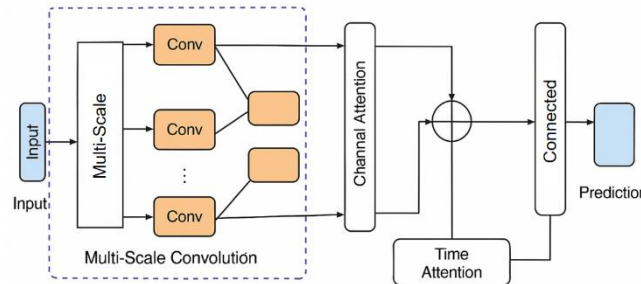 Input
Input
Multi-Scale
Conv
Conv
...
Conv
Multi-Scale Convolution
Channal Attention
Time
Attention
Connected
Prediction